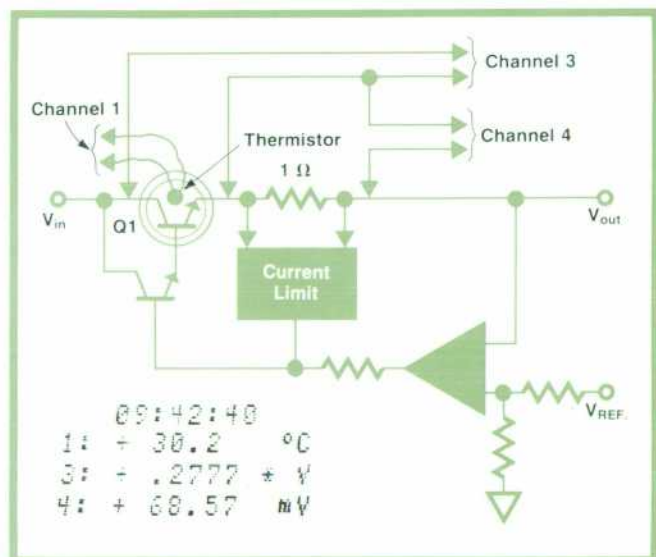 Channel 3
Channel 1
Thermistor
Channel 4
1 Ω
V_in
Q1
V_out
Current
Limit
V_REF.
09:42:40
1: + 30.2 °C
3: + .2777 * V
4: + 68.57 mV